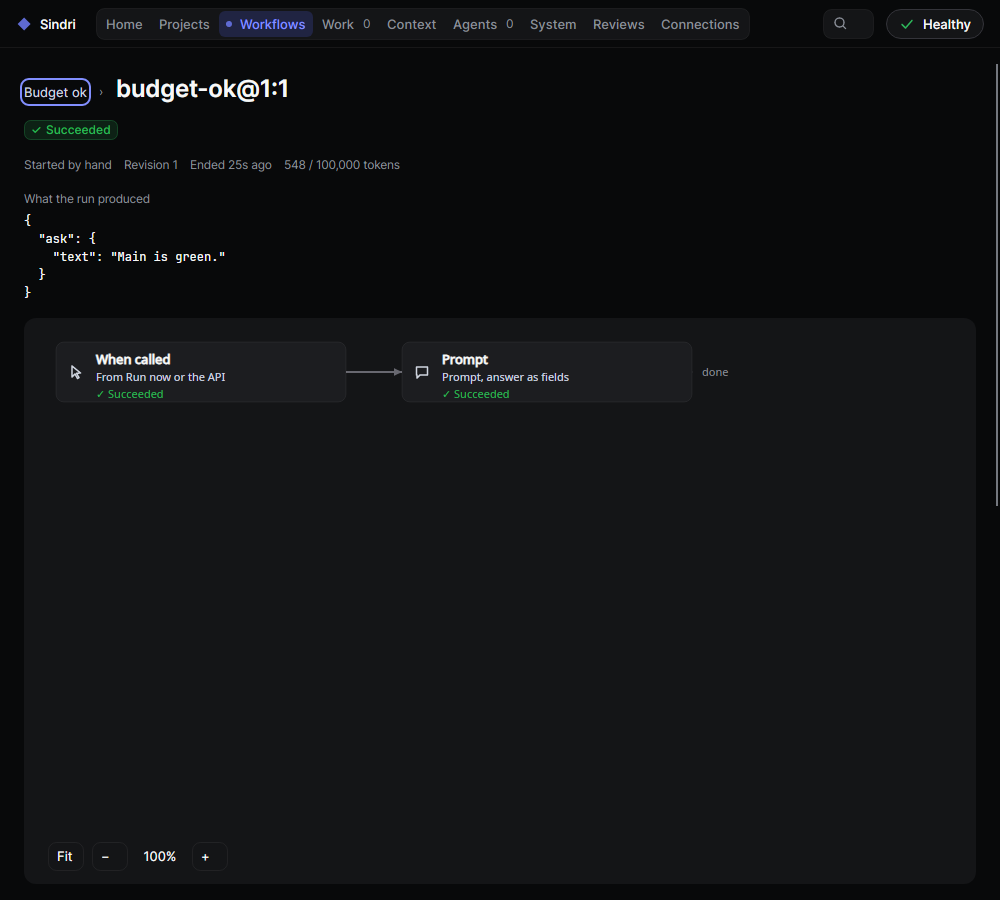 Sindri Home Projects Workflows Work 0 Context Agents 0 System Reviews Connections Healthy
Budget ok › budget-ok@1:1
✓ Succeeded
Started by hand Revision 1 Ended 25s ago 548 / 100,000 tokens
What the run produced
{
  "ask": {
    "text": "Main is green."
  }
}
When called
From Run now or the API
✓ Succeeded
Prompt
Prompt, answer as fields
✓ Succeeded
done
Fit − 100% +